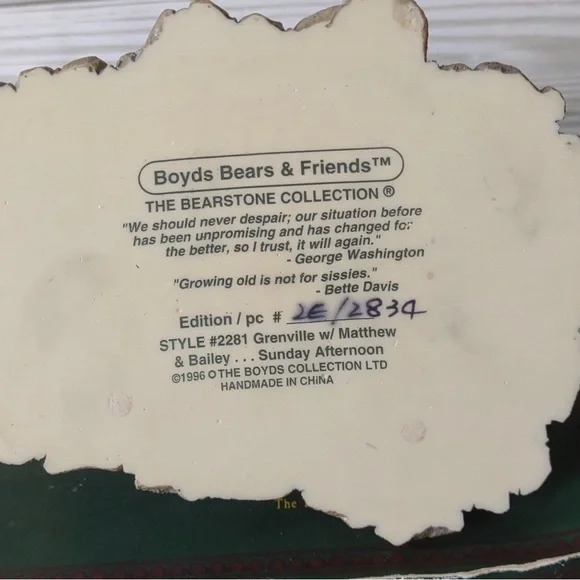 Boyds Bears & Friends™
THE BEARSTONE COLLECTION ®
"We should never despair; our situation before
has been unpromising and has changed for
the better, so I trust, it will again."
- George Washington
"Growing old is not for sissies."
- Bette Davis
Edition / pc # 2E/2834
STYLE #2281 Grenville w/ Matthew
& Bailey . . . Sunday Afternoon
©1996 THE BOYDS COLLECTION LTD
HANDMADE IN CHINA
The